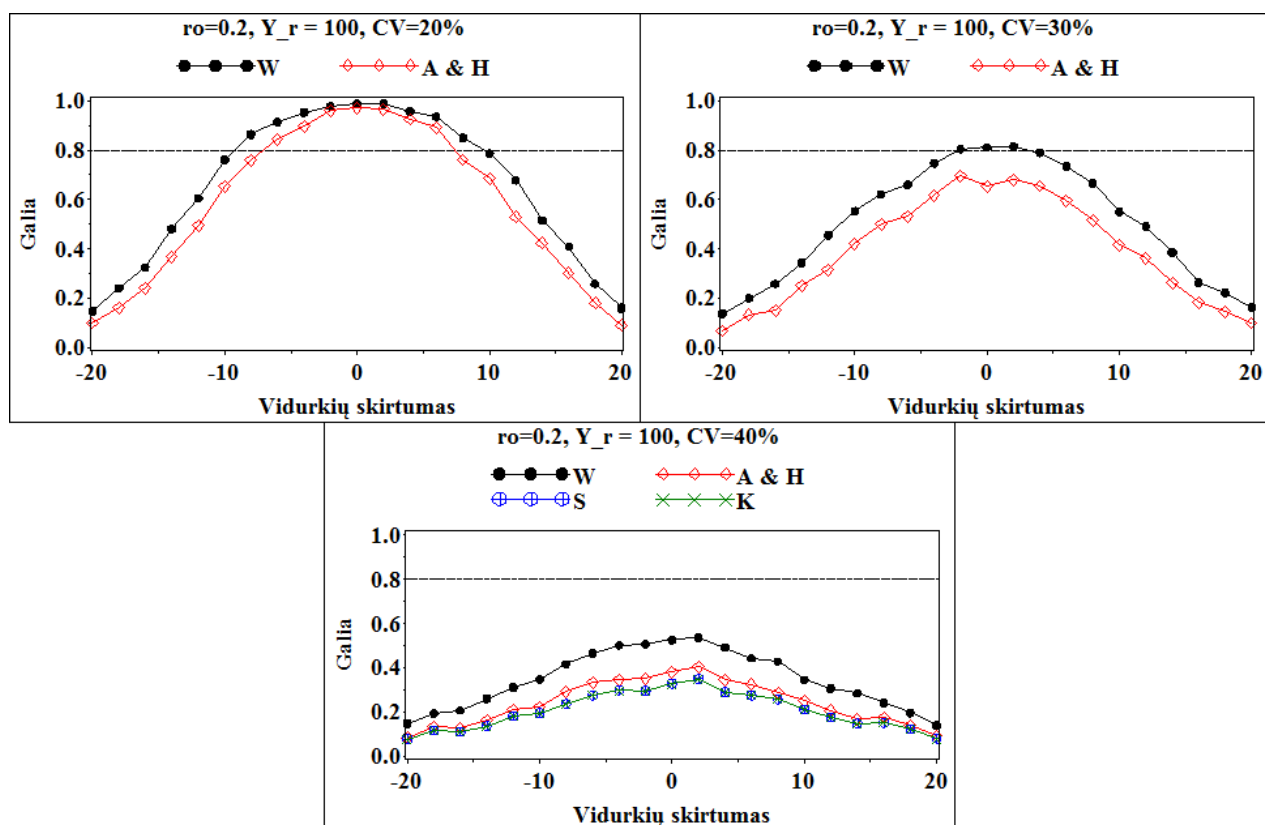 ro=0.2, Y_r = 100, CV=20%
W A & H
1.0
0.8
0.6
0.4
0.2
0.0
Galia
-20 -10 0 10 20
Vidurkių skirtumas
ro=0.2, Y_r = 100, CV=30%
W A & H
1.0
0.8
0.6
0.4
0.2
0.0
Galia
-20 -10 0 10 20
Vidurkių skirtumas
ro=0.2, Y_r = 100, CV=40%
W A & H
S K
1.0
0.8
0.6
0.4
0.2
0.0
Galia
-20 -10 0 10 20
Vidurkių skirtumas